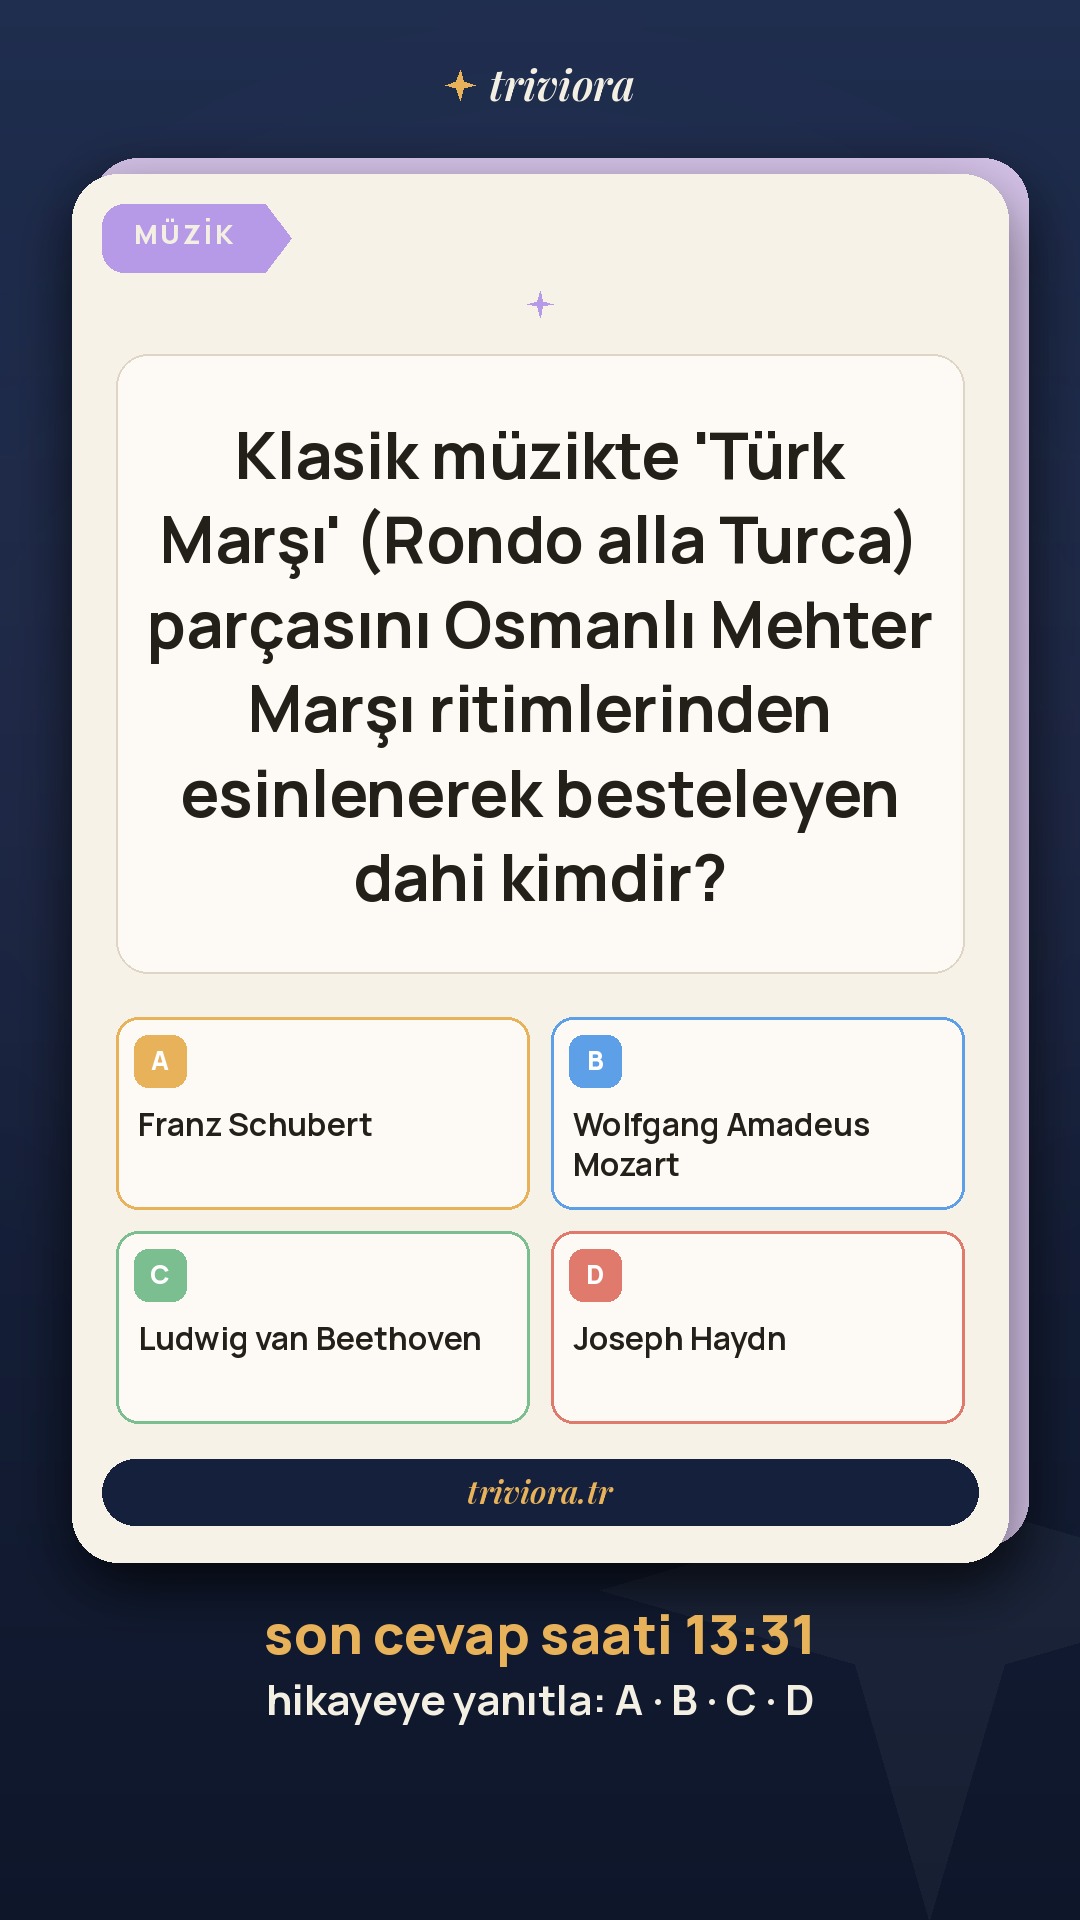 triviora
MÜZİK
Klasik müzikte 'Türk
Marşı' (Rondo alla Turca)
parçasını Osmanlı Mehter
Marşı ritimlerinden
esinlenerek besteleyen
dahi kimdir?
A
Franz Schubert
B
Wolfgang Amadeus
Mozart
C
Ludwig van Beethoven
D
Joseph Haydn
triviora.tr
son cevap saati 13:31
hikayeye yanıtla: A · B · C · D